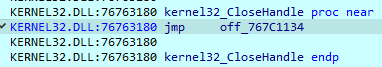 KERNEL32.DLL:76763180 kernel32_CloseHandle proc near
KERNEL32.DLL:76763180 jmp     off_767C1134
KERNEL32.DLL:76763180
KERNEL32.DLL:76763180 kernel32_CloseHandle endp